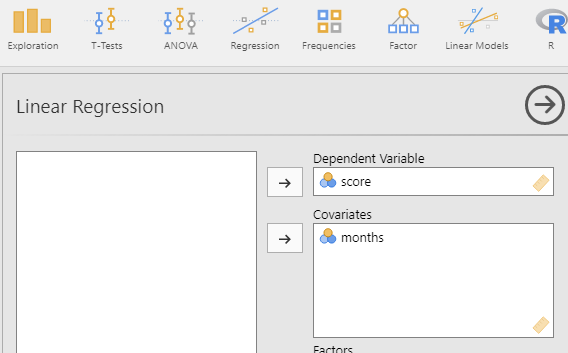 Exploration T-Tests ANOVA Regression Frequencies Factor Linear Models R
Linear Regression
Dependent Variable
score
Covariates
months
Factors